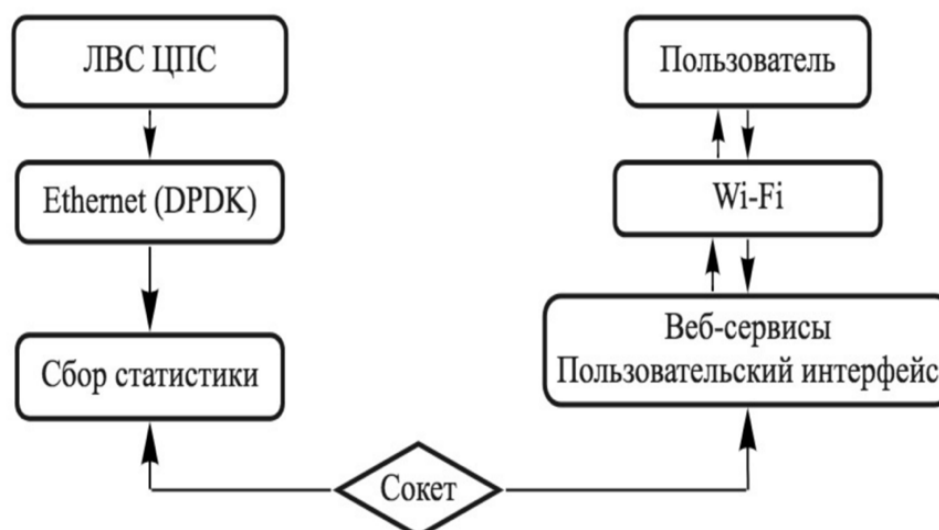 ЛВС ЦПС
Ethernet (DPDK)
Сбор статистики
Сокет
Пользователь
Wi-Fi
Веб-сервисы
Пользовательский интерфейс